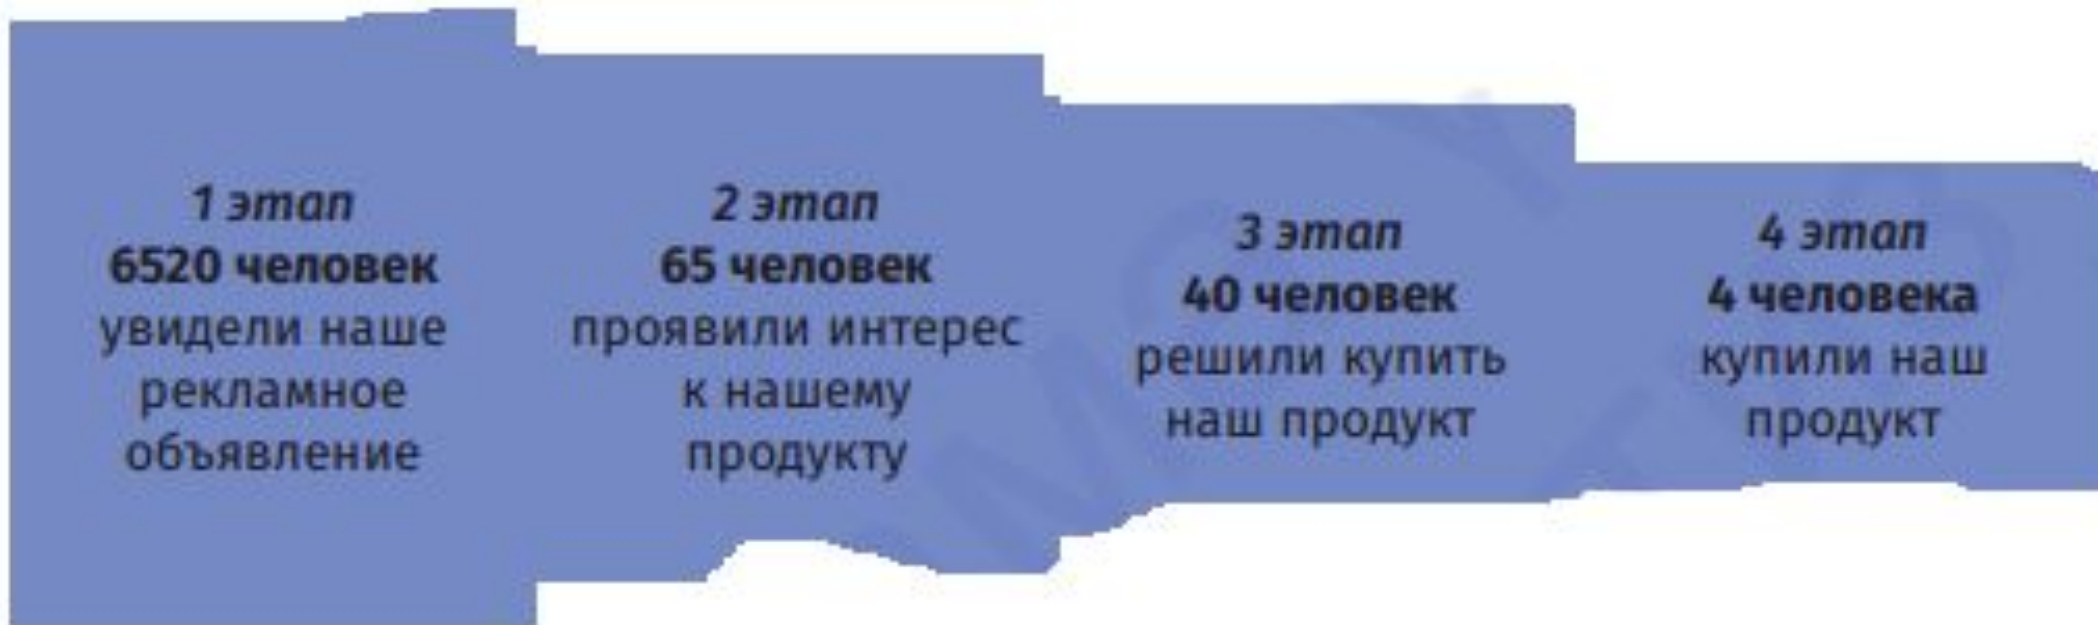 1 этап
6520 человек
увидели наше
рекламное
объявление
2 этап
65 человек
проявили интерес
к нашему
продукту
3 этап
40 человек
решили купить
наш продукт
4 этап
4 человека
купили наш
продукт